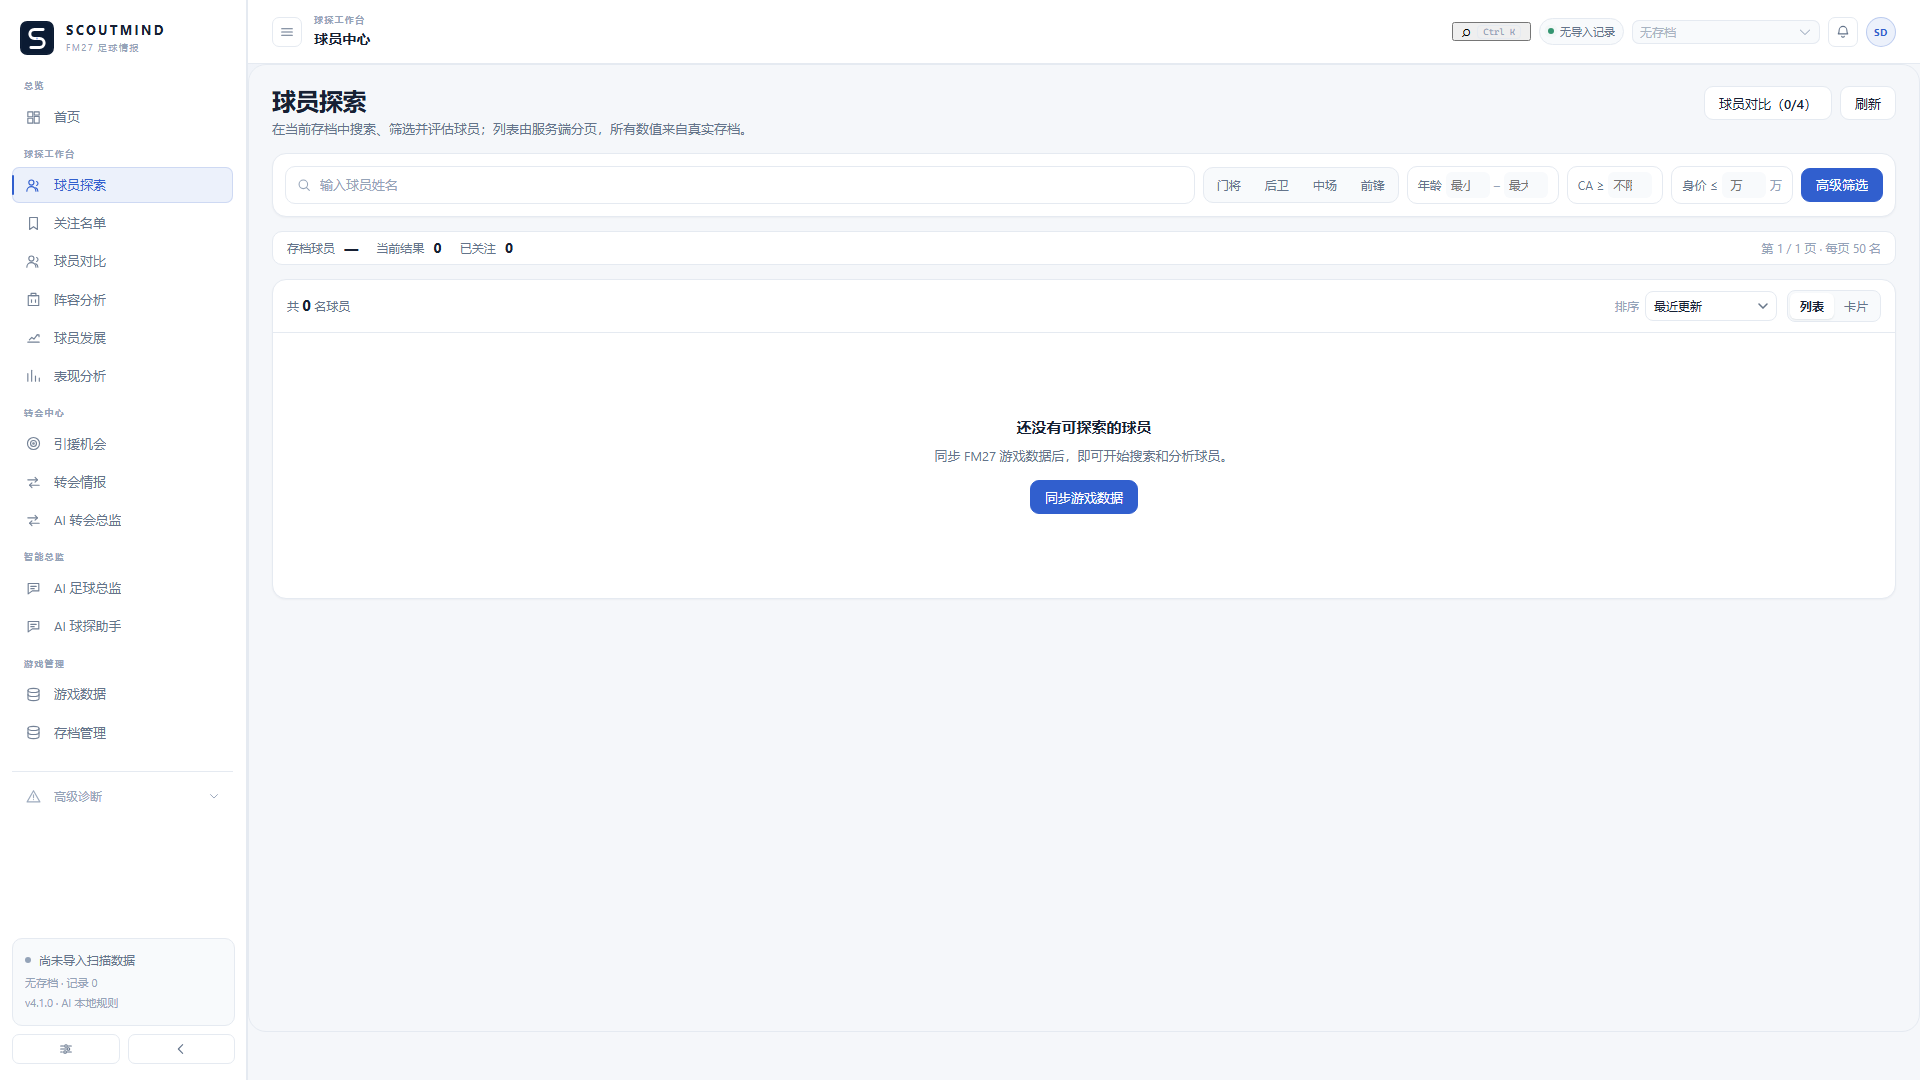 SCOUTMIND
FM27 足球情报
总览
首页
球探工作台
球员探索
关注名单
球员对比
阵容分析
球员发展
表现分析
转会中心
引援机会
转会情报
AI 转会总监
智能总监
AI 足球总监
AI 球探助手
游戏管理
游戏数据
存档管理
高级诊断
尚未导入扫描数据
无存档 · 记录 0
v4.1.0 · AI 本地规则
球探工作台
球员中心
Ctrl K
无导入记录
无存档
SD
球员探索
在当前存档中搜索、筛选并评估球员；列表由服务端分页，所有数值来自真实存档。
球员对比（0/4）
刷新
输入球员姓名
门将 后卫 中场 前锋
年龄 最小 – 最大
CA ≥ 不限
身价 ≤ 万 万
高级筛选
存档球员 — 当前结果 0 已关注 0
第 1 / 1 页 · 每页 50 名
共 0 名球员
排序 最近更新
列表 卡片
还没有可探索的球员
同步 FM27 游戏数据后，即可开始搜索和分析球员。
同步游戏数据